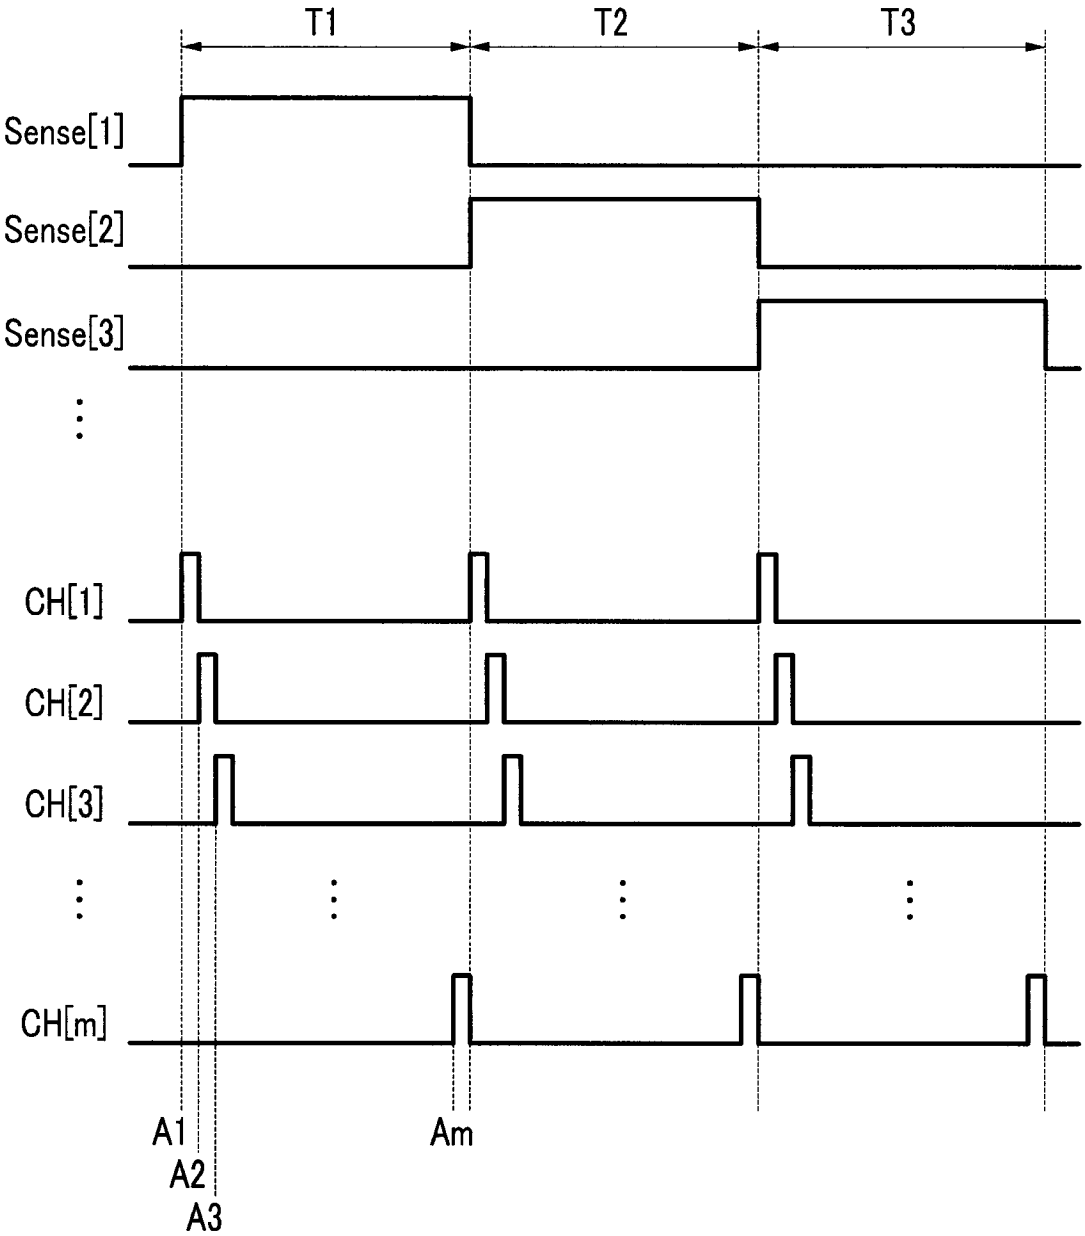 T1 T2 T3
Sense[1]
Sense[2]
Sense[3]
CH[1]
CH[2]
CH[3]
CH[m]
A1 Am
A2
A3